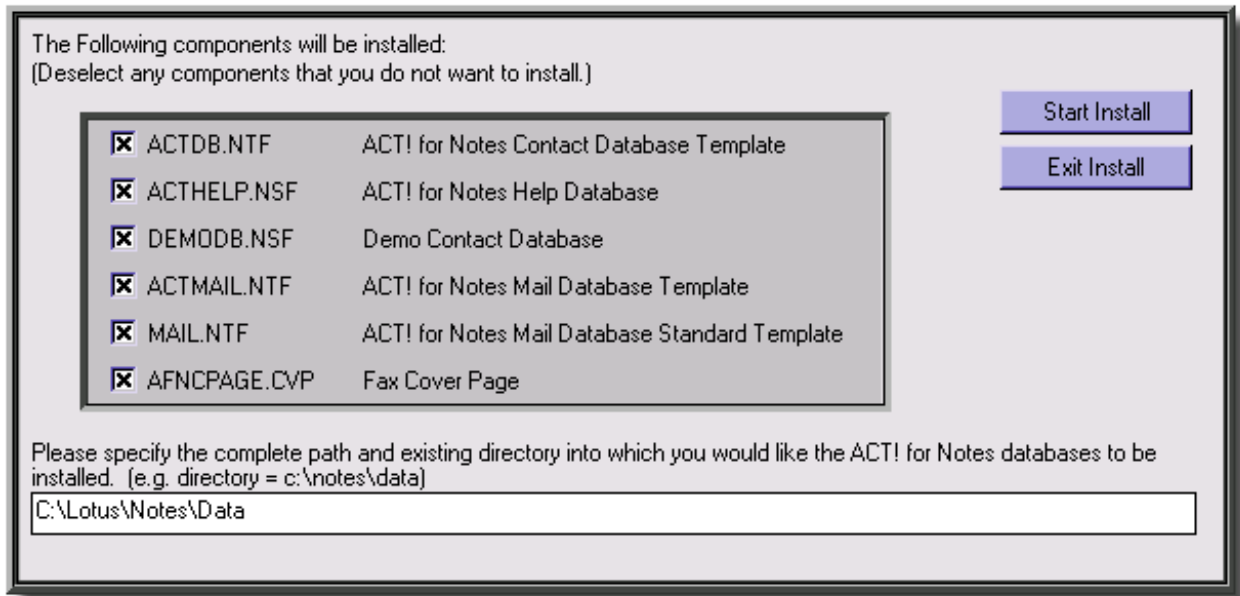 The Following components will be installed:
(Deselect any components that you do not want to install.)
Start Install
Exit Install
ACTDB.NTF ACT! for Notes Contact Database Template
ACTHELP.NSF ACT! for Notes Help Database
DEMODB.NSF Demo Contact Database
ACTMAIL.NTF ACT! for Notes Mail Database Template
MAIL.NTF ACT! for Notes Mail Database Standard Template
AFNCPAGE.CVP Fax Cover Page
Please specify the complete path and existing directory into which you would like the ACT! for Notes databases to be
installed. (e.g. directory = c:\notes\data)
C:\Lotus\Notes\Data